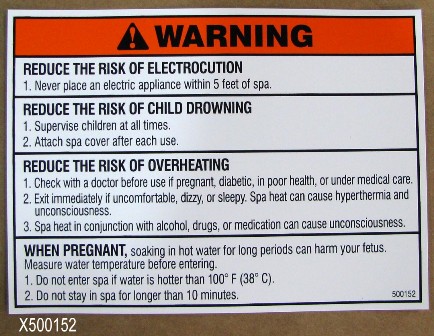 WARNING
REDUCE THE RISK OF ELECTROCUTION
1. Never place an electric appliance within 5 feet of spa.
REDUCE THE RISK OF CHILD DROWNING
1. Supervise children at all times.
2. Attach spa cover after each use.
REDUCE THE RISK OF OVERHEATING
1. Check with a doctor before use if pregnant, diabetic, in poor health, or under medical care.
2. Exit immediately if uncomfortable, dizzy, or sleepy. Spa heat can cause hyperthermia and
unconsciousness.
3. Spa heat in conjunction with alcohol, drugs, or medication can cause unconsciousness.
WHEN PREGNANT, soaking in hot water for long periods can harm your fetus.
Measure water temperature before entering.
1. Do not enter spa if water is hotter than 100° F (38° C).
2. Do not stay in spa for longer than 10 minutes.
500152
X500152